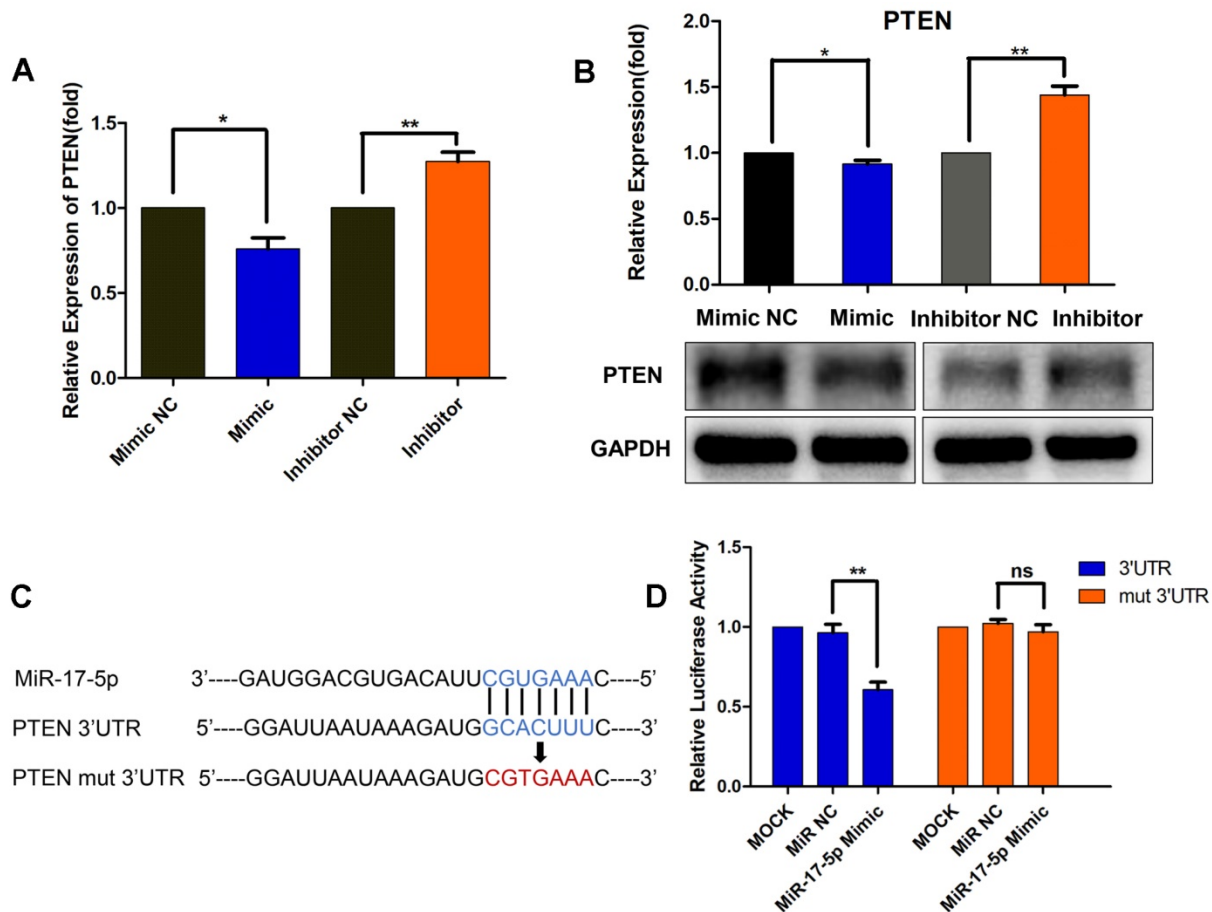 A
Relative Expression of PTEN(fold)
1.5
1.0
0.5
0.0
*
**
Mimic NC
Mimic
Inhibitor NC
Inhibitor
B
PTEN
Relative Expression(fold)
2.0
1.5
1.0
0.5
0.0
*
**
Mimic NC Mimic Inhibitor NC Inhibitor
PTEN
GAPDH
C
MiR-17-5p 3’----GAUGGACGUGACAUUCGUGAAAC----5’
PTEN 3’UTR 5’----GGAUUAAUAAAGAUGGCACUUUC----3’
PTEN mut 3’UTR 5’----GGAUUAAUAAAGAUGCGTGAAAC----3’
D
Relative Luciferase Activity
1.5
1.0
0.5
0.0
**
ns
3'UTR
mut 3'UTR
MOCK
MiR NC
MiR-17-5p Mimic
MOCK
MiR NC
MiR-17-5p Mimic